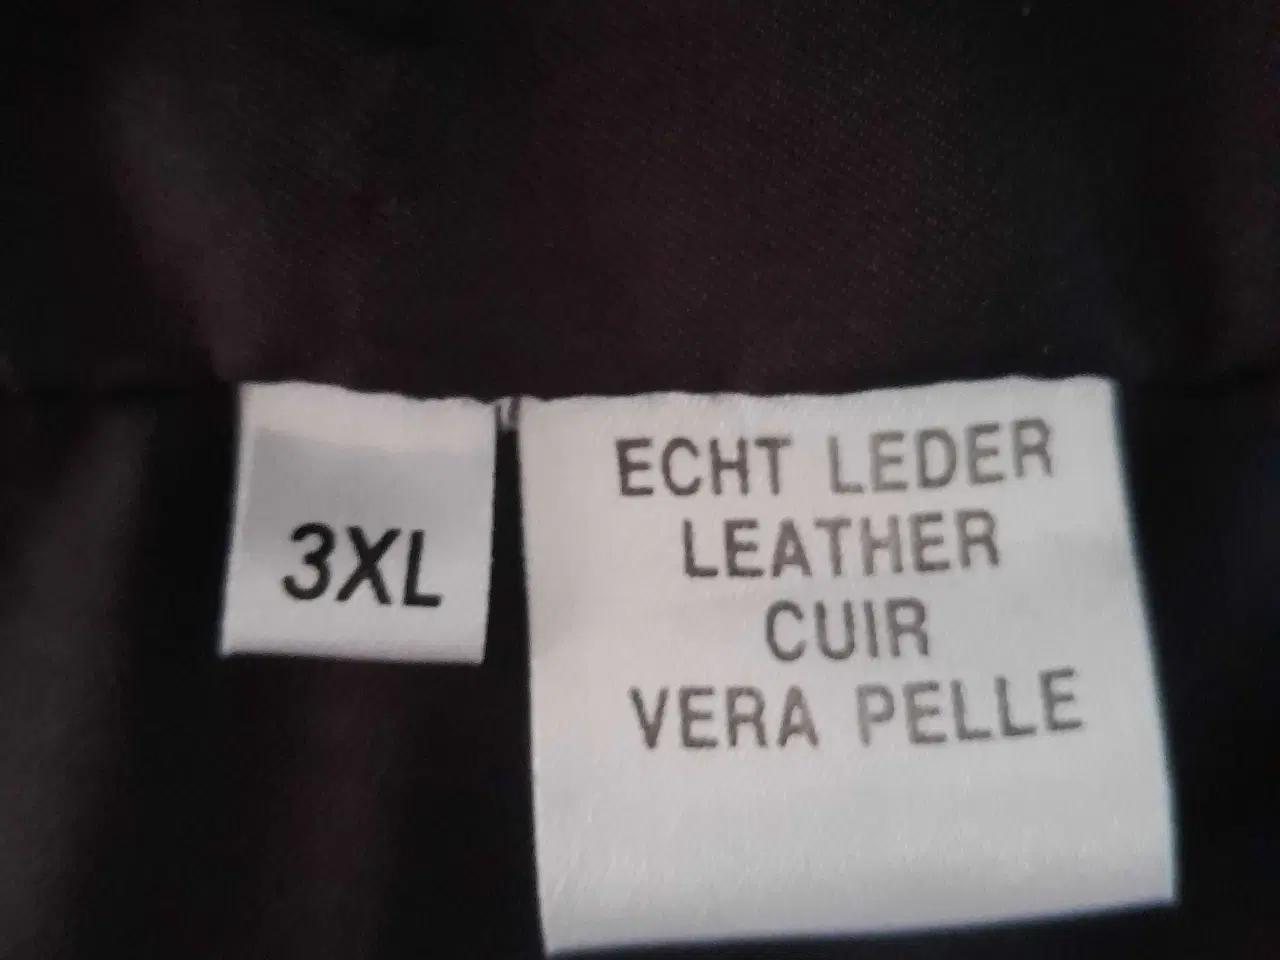 3XL
ECHT LEDER
LEATHER
CUIR
VERA PELLE